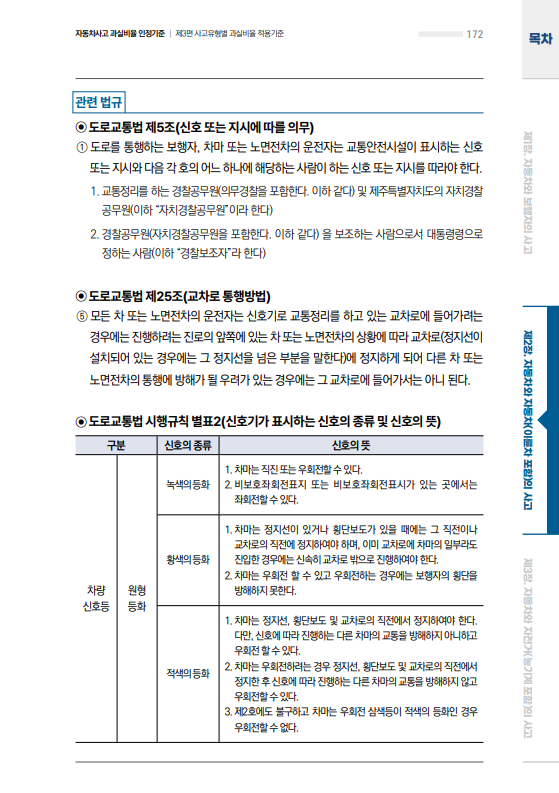 자동차사고 과실비율 인정기준 | 제3편 사고유형별 과실비율 적용기준
172
목차
관련 법규
◉ 도로교통법 제5조(신호 또는 지시에 따를 의무)
① 도로를 통행하는 보행자, 차마 또는 노면전차의 운전자는 교통안전시설이 표시하는 신호
또는 지시와 다음 각 호의 어느 하나에 해당하는 사람이 하는 신호 또는 지시를 따라야 한다.
1. 교통정리를 하는 경찰공무원(의무경찰을 포함한다. 이하 같다) 및 제주특별자치도의 자치경찰
공무원(이하 “자치경찰공무원”이라 한다)
2. 경찰공무원(자치경찰공무원을 포함한다. 이하 같다) 을 보조하는 사람으로서 대통령령으로
정하는 사람(이하 “경찰보조자”라 한다)
◉ 도로교통법 제25조(교차로 통행방법)
⑤ 모든 차 또는 노면전차의 운전자는 신호기로 교통정리를 하고 있는 교차로에 들어가려는
경우에는 진행하려는 진로의 앞쪽에 있는 차 또는 노면전차의 상황에 따라 교차로(정지선이
설치되어 있는 경우에는 그 정지선을 넘은 부분을 말한다)에 정지하게 되어 다른 차 또는
노면전차의 통행에 방해가 될 우려가 있는 경우에는 그 교차로에 들어가서는 아니 된다.
◉ 도로교통법 시행규칙 별표2(신호기가 표시하는 신호의 종류 및 신호의 뜻)
구분 신호의 종류 신호의 뜻
차량
신호등
원형
등화
녹색의 등화
1. 차마는 직진 또는 우회전할 수 있다.
2. 비보호좌회전표지 또는 비보호좌회전표시가 있는 곳에서는
좌회전할 수 있다.
황색의 등화
1. 차마는 정지선이 있거나 횡단보도가 있을 때에는 그 직전이나
교차로의 직전에 정지하여야 하며, 이미 교차로에 차마의 일부라도
진입한 경우에는 신속히 교차로 밖으로 진행하여야 한다.
2. 차마는 우회전 할 수 있고 우회전하는 경우에는 보행자의 횡단을
방해하지 못한다.
적색의 등화
1. 차마는 정지선, 횡단보도 및 교차로의 직전에서 정지하여야 한다.
다만, 신호에 따라 진행하는 다른 차마의 교통을 방해하지 아니하고
우회전 할 수 있다.
2. 차마는 우회전하려는 경우 정지선, 횡단보도 및 교차로의 직전에서
정지한 후 신호에 따라 진행하는 다른 차마의 교통을 방해하지 않고
우회전할 수 있다.
3. 제2호에도 불구하고 차마는 우회전 삼색등이 적색의 등화인 경우
우회전할 수 없다.
제1장. 자동차와 보행자의 사고
제2장. 자동차와 자동차(이륜차 포함)의 사고
제3장. 자동차와 자전거(농기계 포함)의 사고